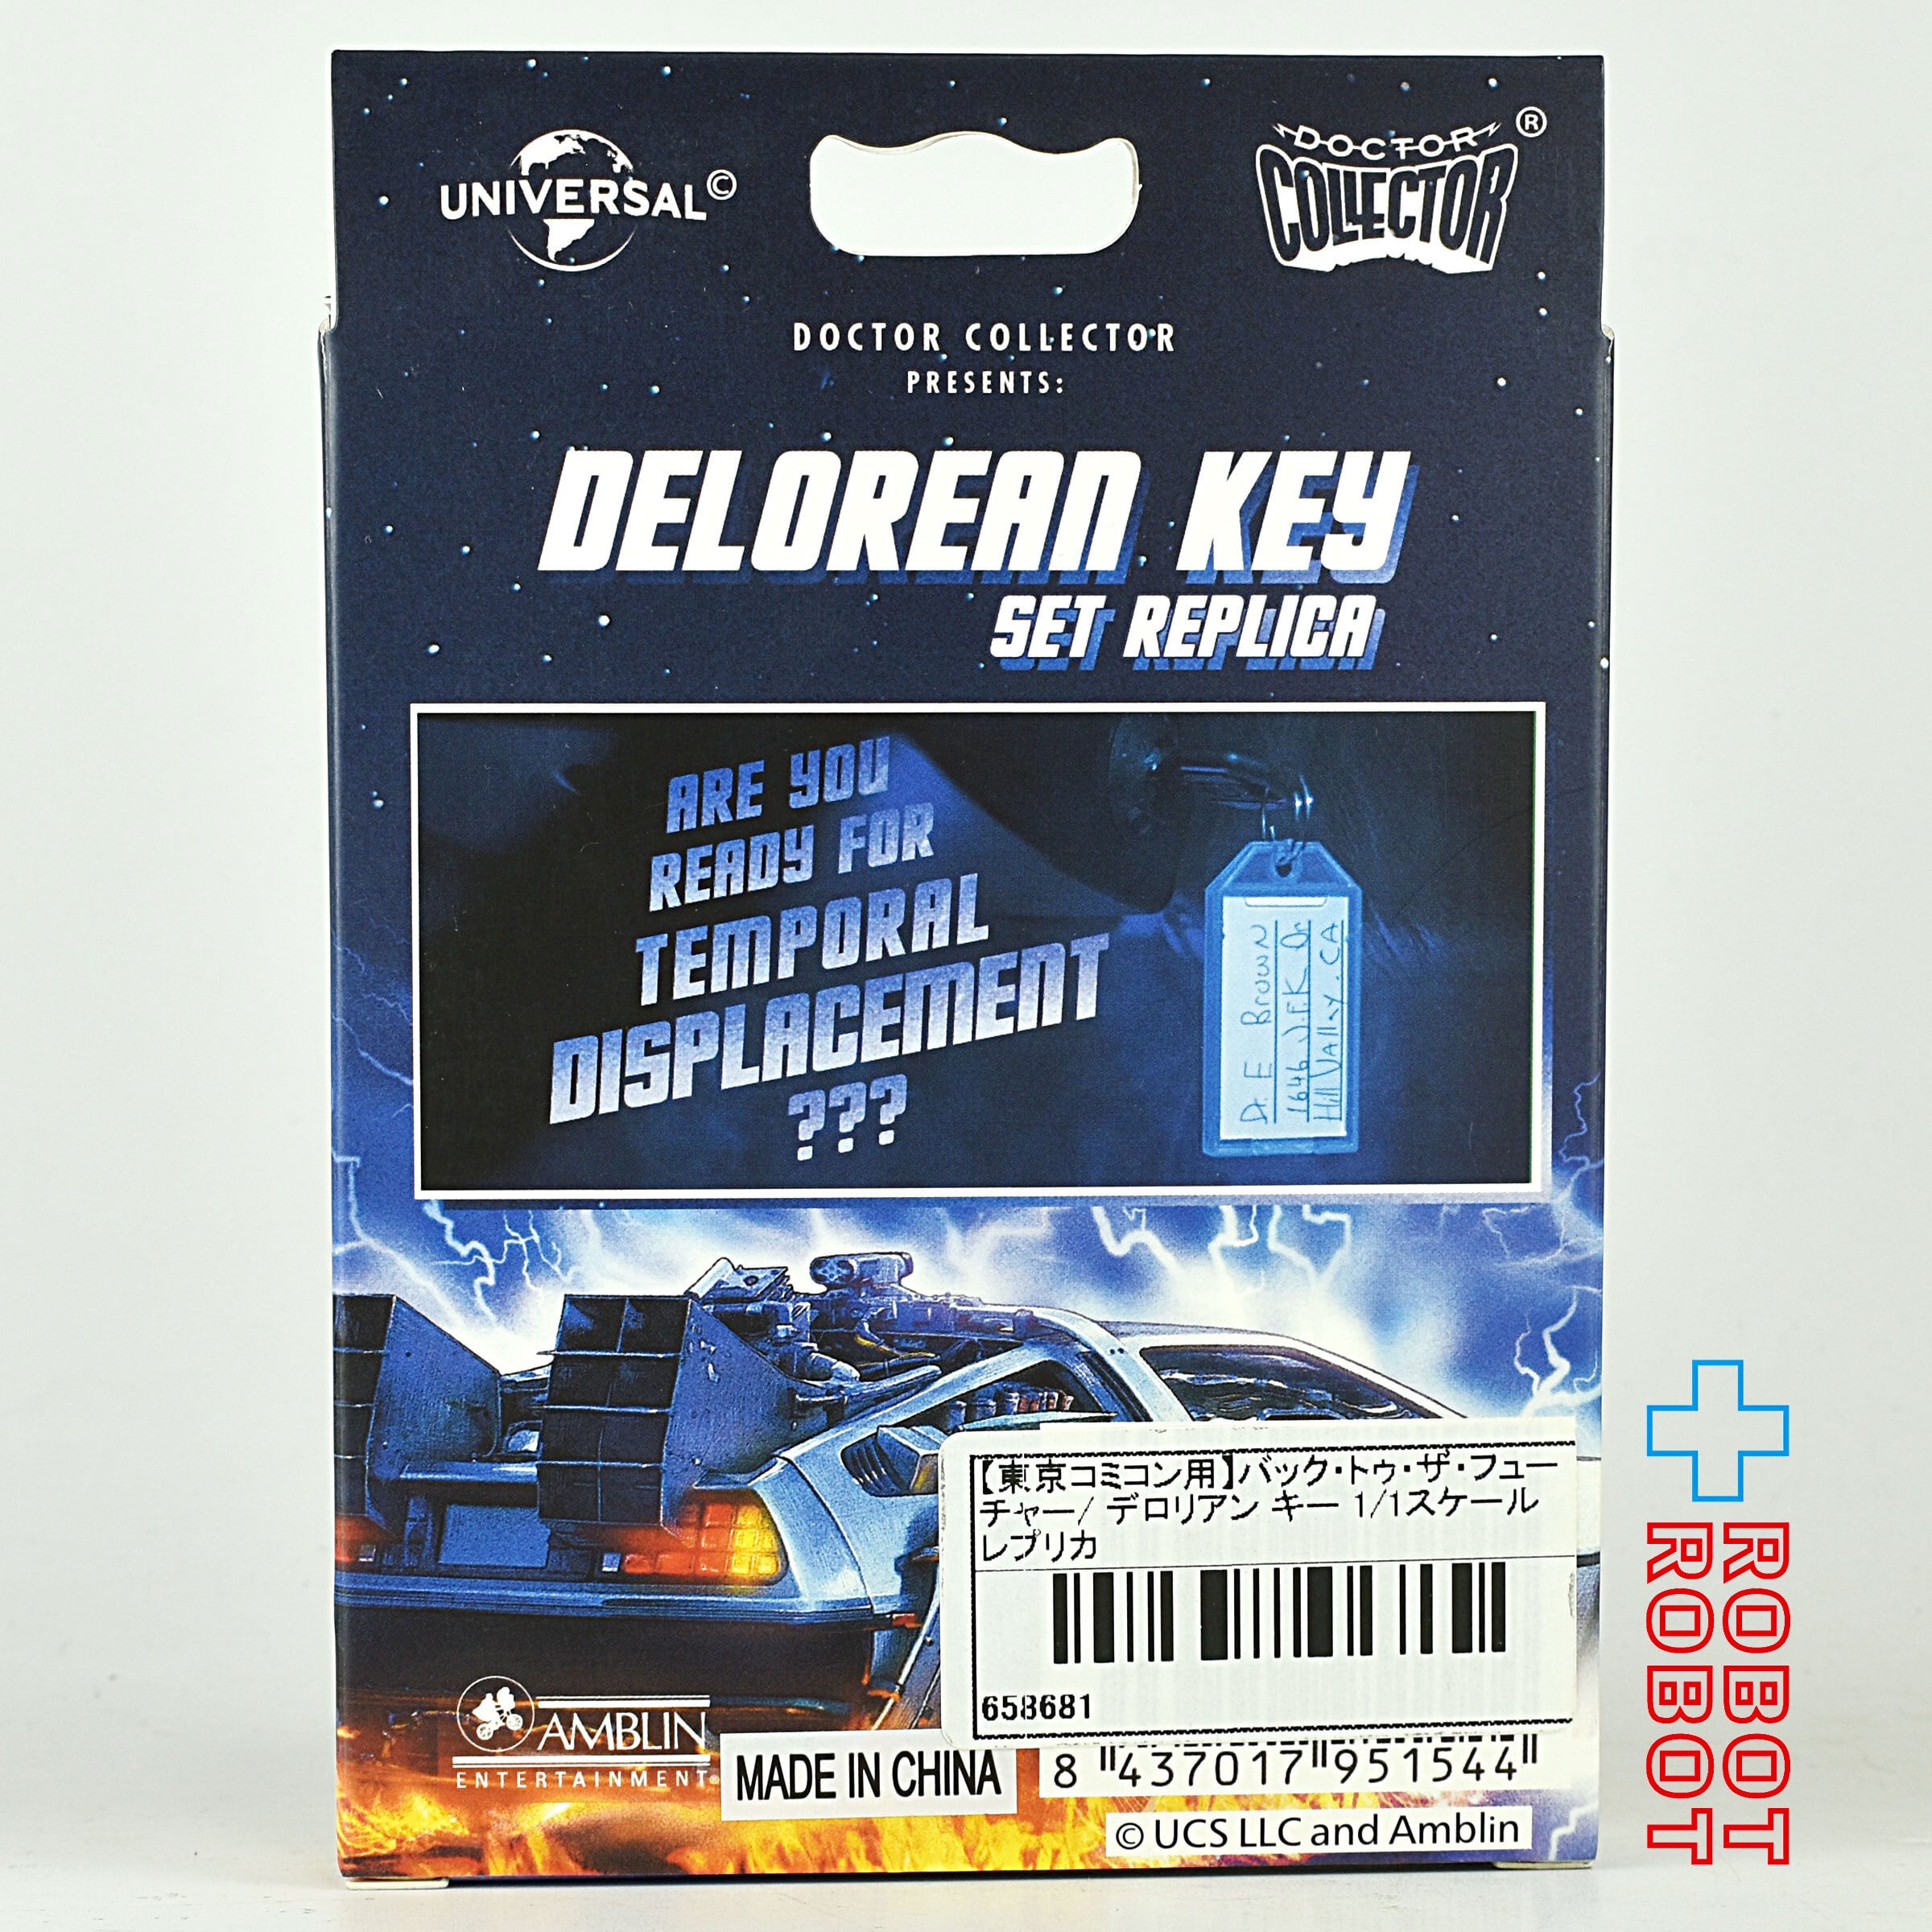 UNIVERSAL©
DOCTOR
COLLECTOR®
DOCTOR COLLECTOR
PRESENTS:
DELOREAN KEY
SET REPLICA
ARE YOU
READY FOR
TEMPORAL
DISPLACEMENT
???
Dr. E Brown
1646 J.F.K Dr
Hill Valley. CA
【東京コミコン用】バック・トゥ・ザ・フュー
チャー/ デロリアン キー 1/1スケール
レプリカ
658681
AMBLIN
ENTERTAINMENT®
MADE IN CHINA
8 "437017"951544"
© UCS LLC and Amblin
ROBOT
ROBOT